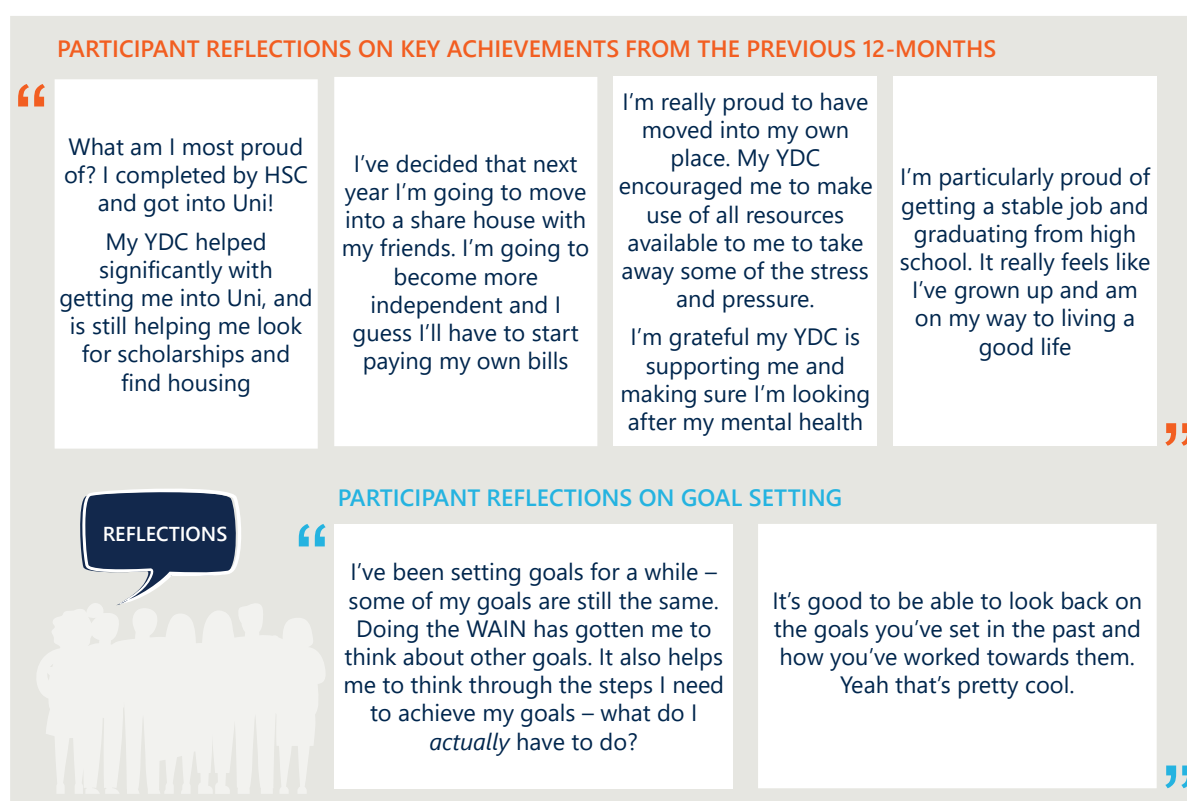 PARTICIPANT REFLECTIONS ON KEY ACHIEVEMENTS FROM THE PREVIOUS 12-MONTHS
“
What am I most proud
of? I completed by HSC
and got into Uni!
My YDC helped
significantly with
getting me into Uni, and
is still helping me look
for scholarships and
find housing
I’ve decided that next
year I’m going to move
into a share house with
my friends. I’m going to
become more
independent and I
guess I’ll have to start
paying my own bills
I’m really proud to have
moved into my own
place. My YDC
encouraged me to make
use of all resources
available to me to take
away some of the stress
and pressure.
I’m grateful my YDC is
supporting me and
making sure I’m looking
after my mental health
I’m particularly proud of
getting a stable job and
graduating from high
school. It really feels like
I’ve grown up and am
on my way to living a
good life
”
REFLECTIONS
PARTICIPANT REFLECTIONS ON GOAL SETTING
“
I’ve been setting goals for a while –
some of my goals are still the same.
Doing the WAIN has gotten me to
think about other goals. It also helps
me to think through the steps I need
to achieve my goals – what do I
actually have to do?
It’s good to be able to look back on
the goals you’ve set in the past and
how you’ve worked towards them.
Yeah that’s pretty cool.
”